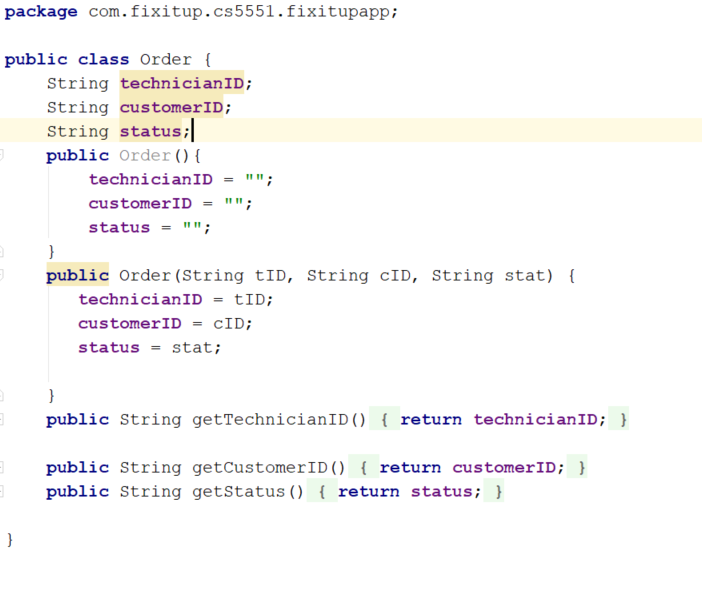 package com.fixitup.cs5551.fixitupapp;
public class Order {
String technicianID;
String customerID;
String status;
public Order(){
technicianID = "";
customerID = "";
status = "";
}
public Order(String tID, String cID, String stat) {
technicianID = tID;
customerID = cID;
status = stat;
}
public String getTechnicianID() { return technicianID; }
public String getCustomerID() { return customerID; }
public String getStatus() { return status; }
}